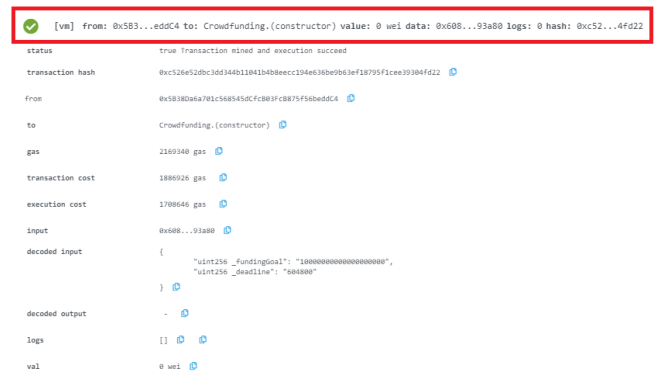 [vm] from: 0x5B3...eddC4 to: Crowdfunding.(constructor) value: 0 wei data: 0x608...93a80 logs: 0 hash: 0xc52...4fd22
status true Transaction mined and execution succeed
transaction hash 0xc526e52dbc3dd344b11041b4b8eecc194e636be9b63ef18795f1cee39304fd22
from 0x5B38Da6a701c568545dCfcB03FcB875f56beddC4
to Crowdfunding.(constructor)
gas 2169340 gas
transaction cost 1886926 gas
execution cost 1708646 gas
input 0x608...93a80
decoded input {
"uint256 _fundingGoal": "10000000000000000000",
"uint256 _deadline": "604800"
}
decoded output -
logs []
val 0 wei